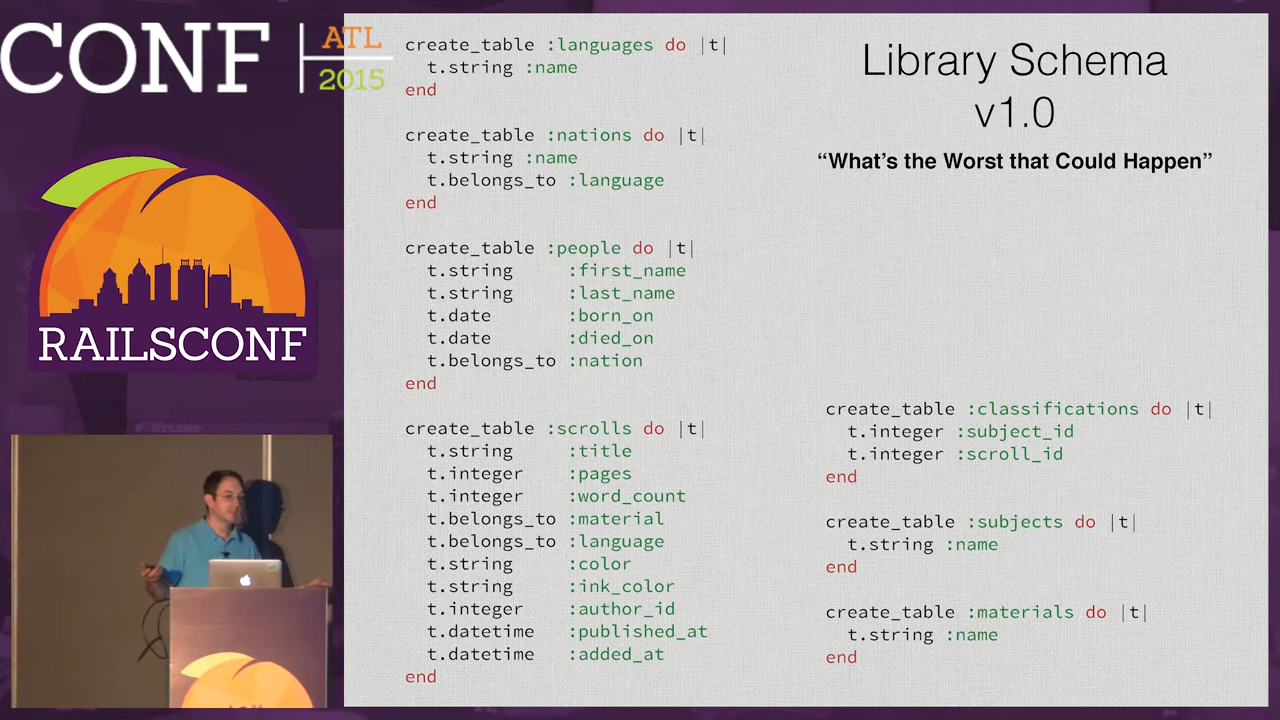 CONF
ATL
2015
RAILSCONF
create_table :languages do |t|
  t.string :name
end
create_table :nations do |t|
  t.string :name
  t.belongs_to :language
end
create_table :people do |t|
  t.string     :first_name
  t.string     :last_name
  t.date       :born_on
  t.date       :died_on
  t.belongs_to :nation
end
create_table :scrolls do |t|
  t.string     :title
  t.integer    :pages
  t.integer    :word_count
  t.belongs_to :material
  t.belongs_to :language
  t.string     :color
  t.string     :ink_color
  t.integer    :author_id
  t.datetime   :published_at
  t.datetime   :added_at
end
Library Schema
v1.0
“What’s the Worst that Could Happen”
create_table :classifications do |t|
  t.integer :subject_id
  t.integer :scroll_id
end
create_table :subjects do |t|
  t.string :name
end
create_table :materials do |t|
  t.string :name
end